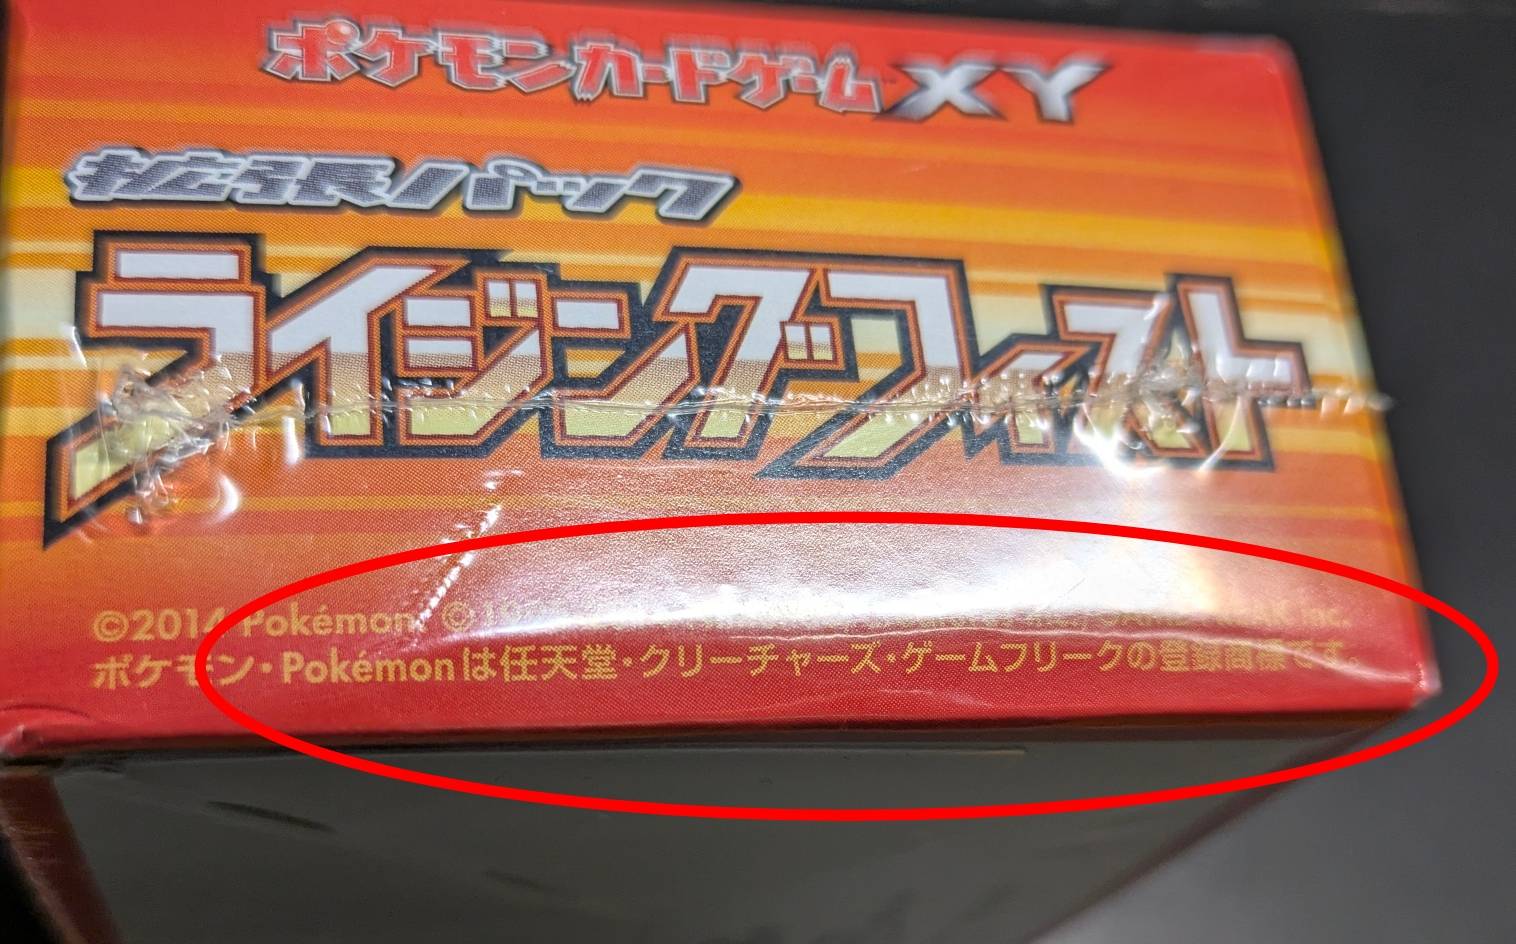 ポケモンカードゲームXY
拡張パック
ライジングフィスト
©2014 Pokémon. © Inc.
ポケモン・Pokémonは任天堂・クリーチャーズ・ゲームフリークの登録商標です。